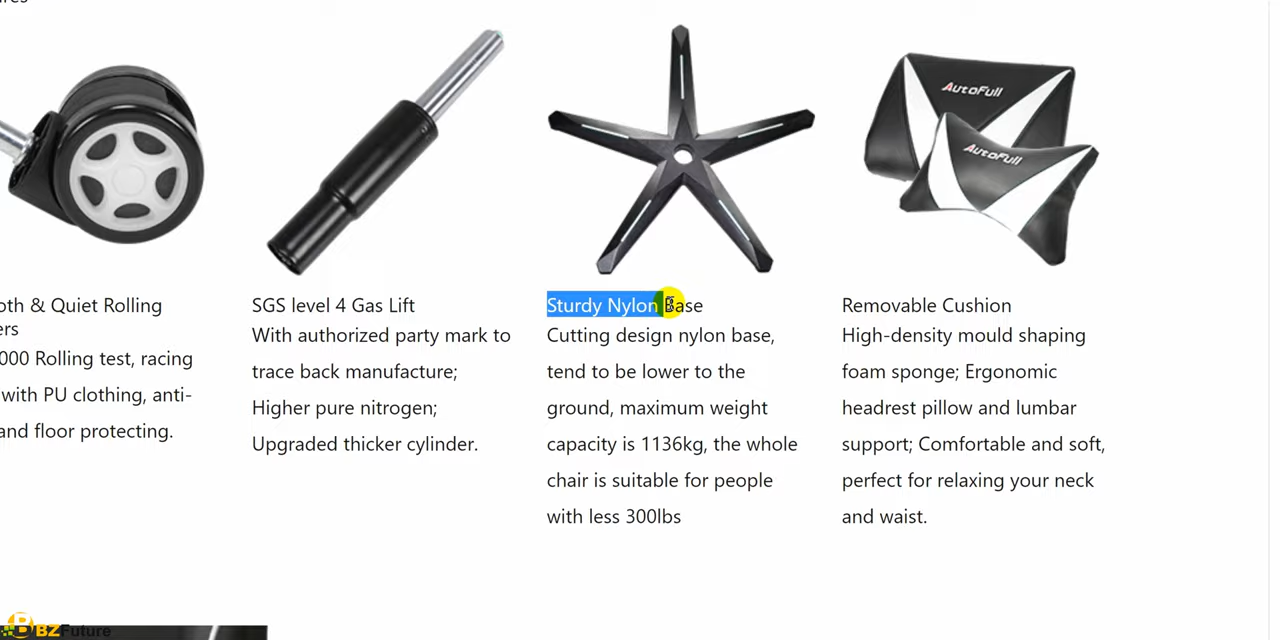 AutoFull
AutoFull
oth & Quiet Rolling
ers
000 Rolling test, racing
with PU clothing, anti-
and floor protecting.
SGS level 4 Gas Lift
With authorized party mark to
trace back manufacture;
Higher pure nitrogen;
Upgraded thicker cylinder.
Sturdy Nylon Base
Cutting design nylon base,
tend to be lower to the
ground, maximum weight
capacity is 1136kg, the whole
chair is suitable for people
with less 300lbs
Removable Cushion
High-density mould shaping
foam sponge; Ergonomic
headrest pillow and lumbar
support; Comfortable and soft,
perfect for relaxing your neck
and waist.
BZFuture